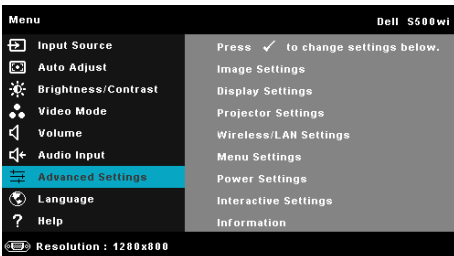 Menu Dell S500wi
Input Source Press ✓ to change settings below.
Auto Adjust Image Settings
Brightness/Contrast Display Settings
Video Mode Projector Settings
Volume Wireless/LAN Settings
Audio Input Menu Settings
Advanced Settings Power Settings
Language Interactive Settings
? Help Information
Resolution : 1280x800